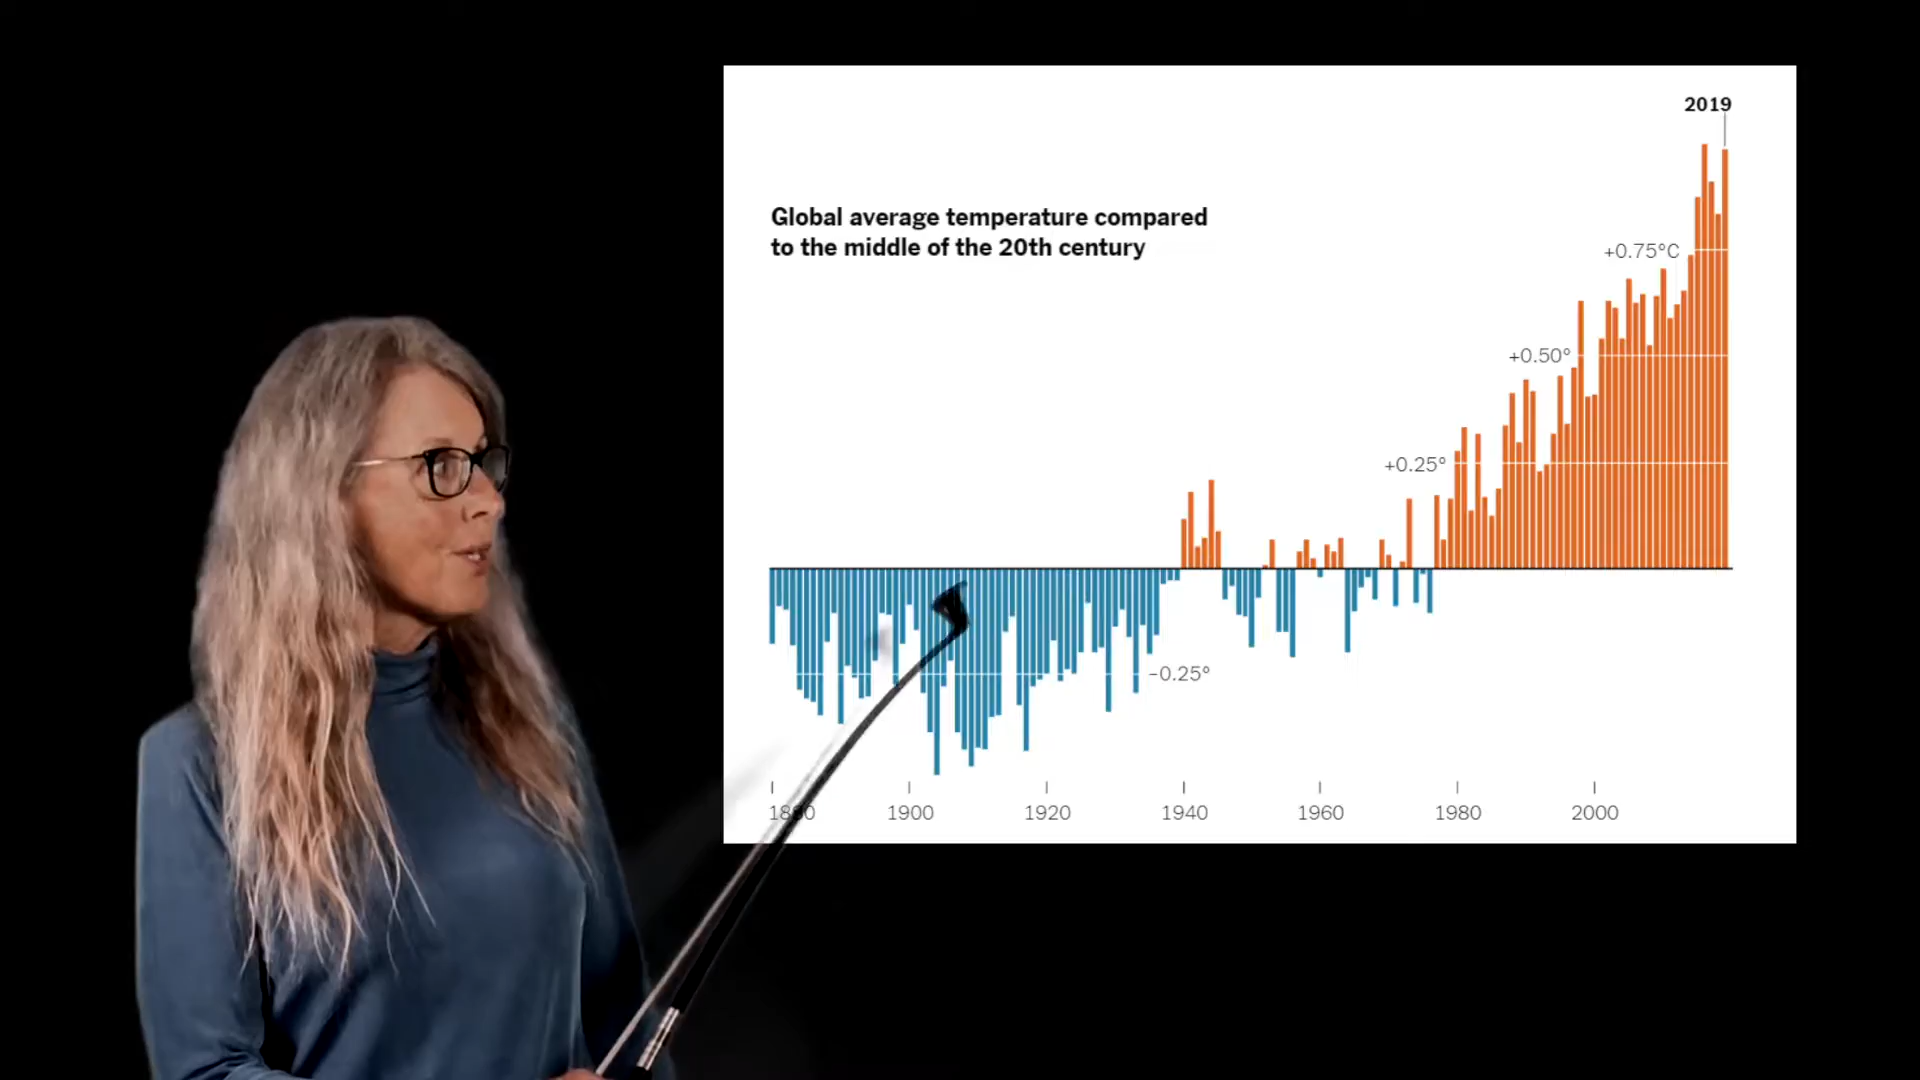 2019
Global average temperature compared
to the middle of the 20th century
+0.75°C
+0.50°
+0.25°
-0.25°
1880 1900 1920 1940 1960 1980 2000